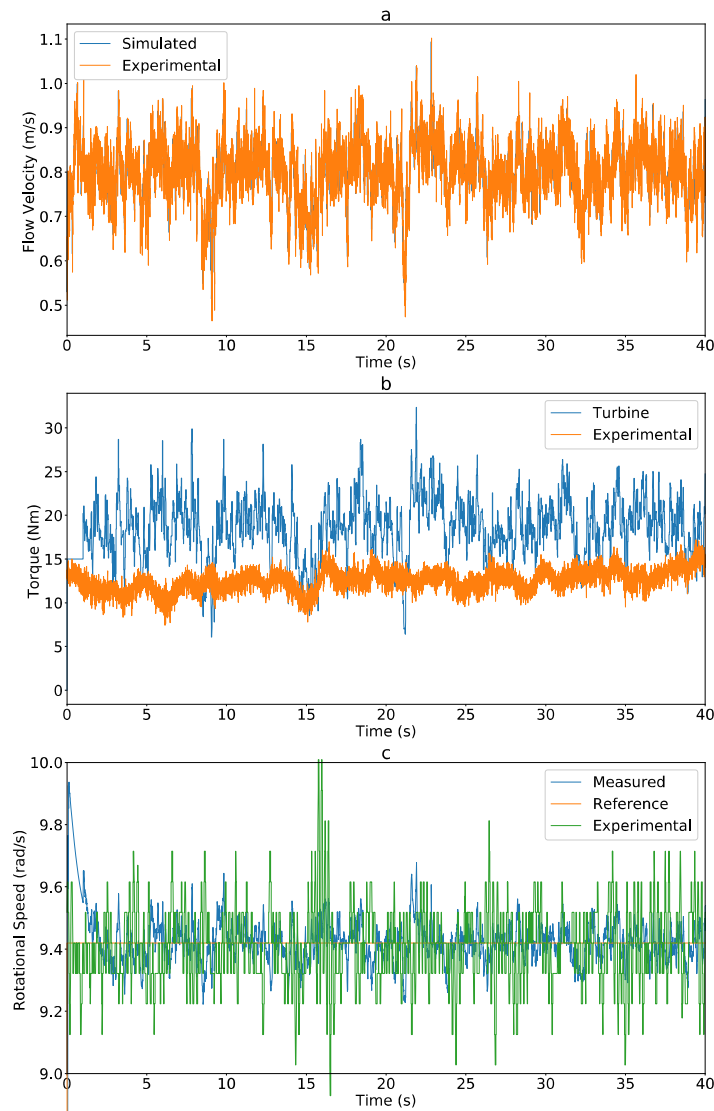 a
1.1
1.0
0.9
0.8
0.7
0.6
0.5
Flow Velocity (m/s)
Simulated
Experimental
0 5 10 15 20 25 30 35 40
Time (s)
b
30
25
20
15
10
5
0
Torque (Nm)
Turbine
Experimental
0 5 10 15 20 25 30 35 40
Time (s)
c
10.0
9.8
9.6
9.4
9.2
9.0
Rotational Speed (rad/s)
Measured
Reference
Experimental
0 5 10 15 20 25 30 35 40
Time (s)